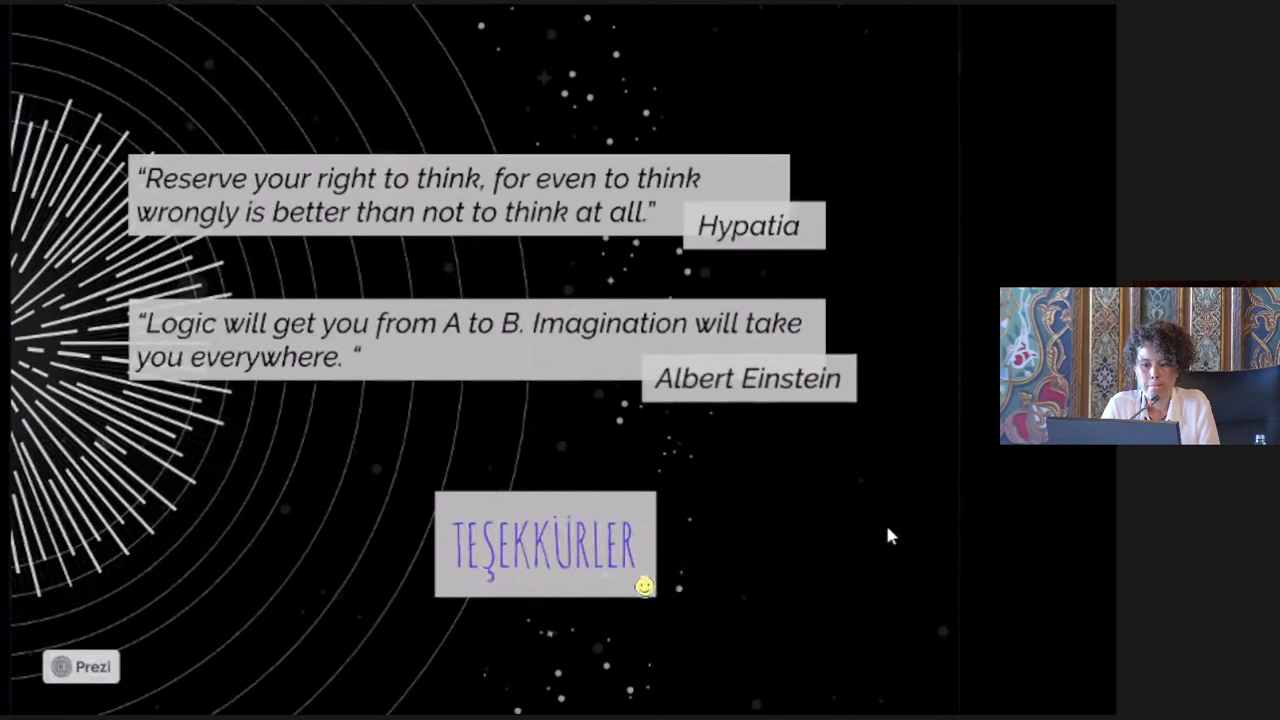 “Reserve your right to think, for even to think
wrongly is better than not to think at all.”
Hypatia
“Logic will get you from A to B. Imagination will take
you everywhere. “
Albert Einstein
TEŞEKKÜRLER
Prezi